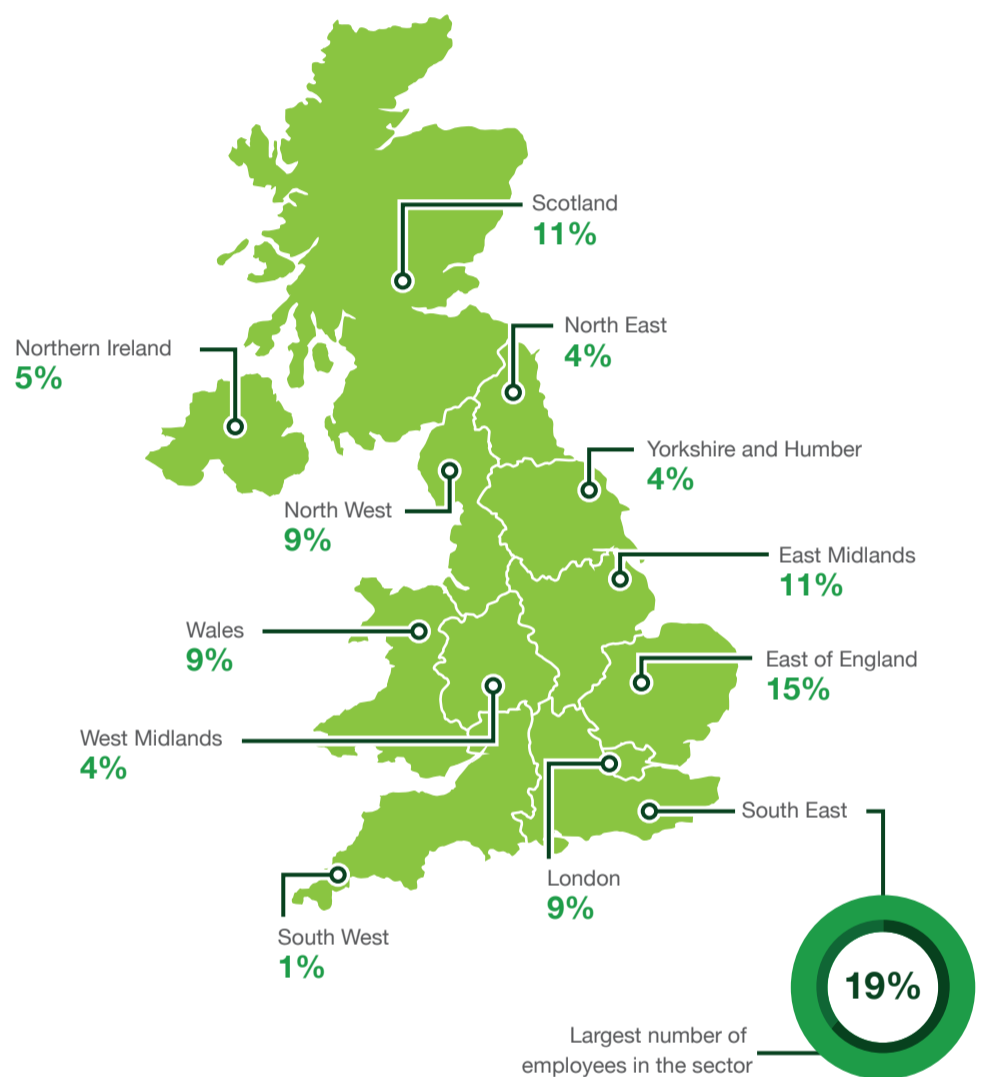 Scotland
11%
North East
4%
Northern Ireland
5%
Yorkshire and Humber
4%
North West
9%
East Midlands
11%
Wales
9%
East of England
15%
West Midlands
4%
South East
London
9%
South West
1%
19%
Largest number of
employees in the sector